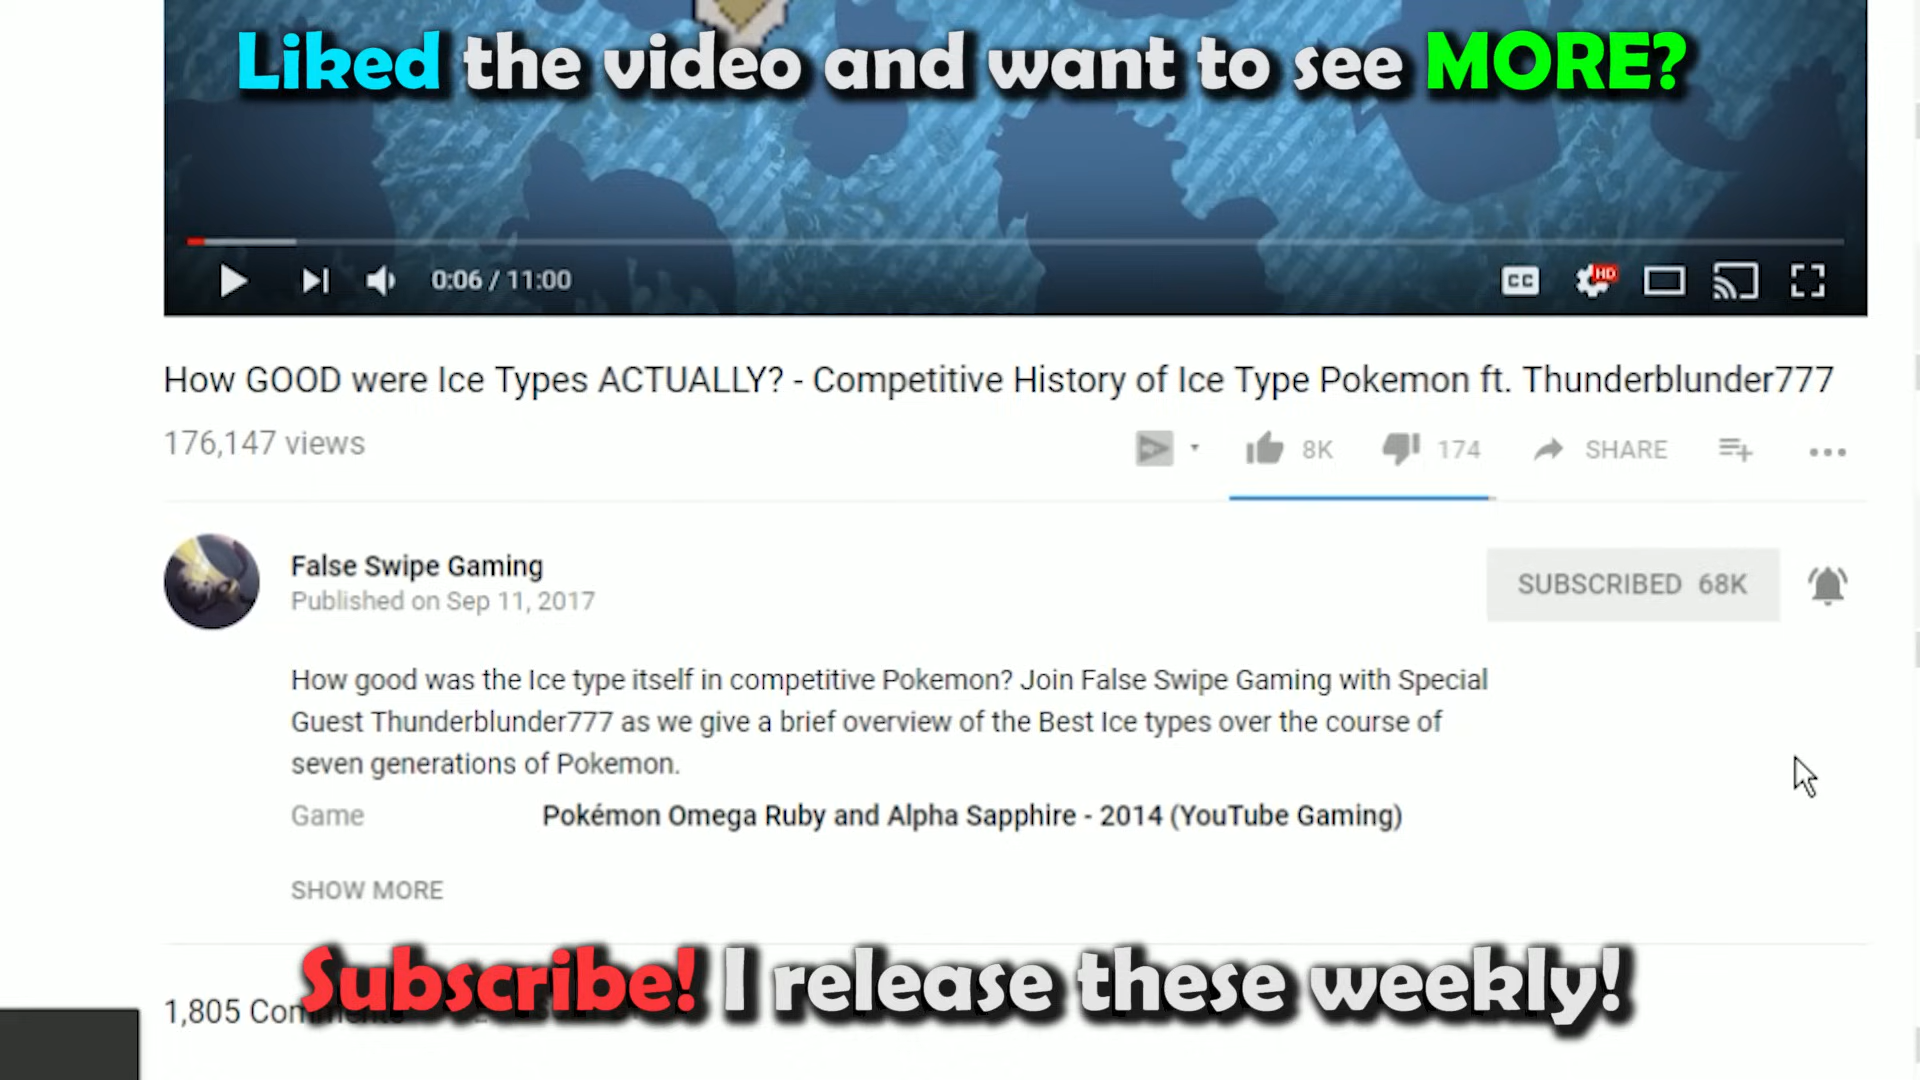 Liked the video and want to see MORE?
0:06 / 11:00
CC
HD
How GOOD were Ice Types ACTUALLY? - Competitive History of Ice Type Pokemon ft. Thunderblunder777
176,147 views
8K
174
SHARE
False Swipe Gaming
Published on Sep 11, 2017
SUBSCRIBED 68K
How good was the Ice type itself in competitive Pokemon? Join False Swipe Gaming with Special
Guest Thunderblunder777 as we give a brief overview of the Best Ice types over the course of
seven generations of Pokemon.
Game Pokémon Omega Ruby and Alpha Sapphire - 2014 (YouTube Gaming)
SHOW MORE
Subscribe! I release these weekly!
1,805 Comments